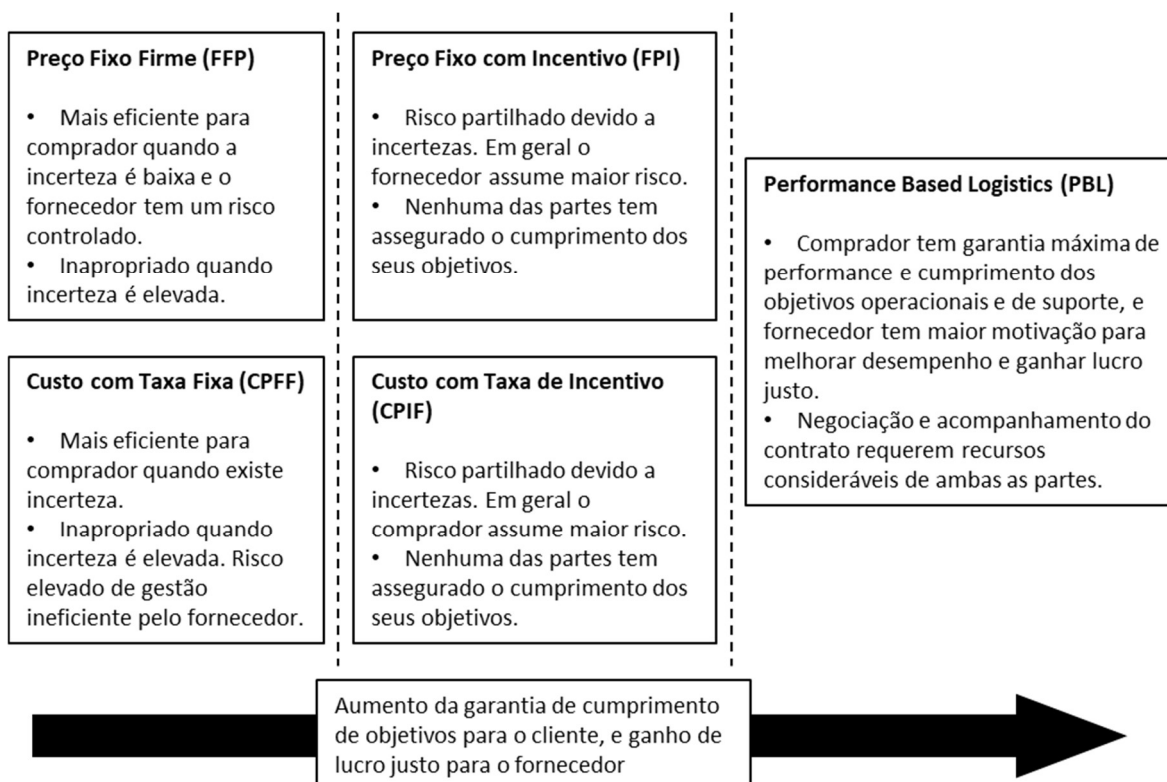 Preço Fixo Firme (FFP)
• Mais eficiente para
comprador quando a
incerteza é baixa e o
fornecedor tem um risco
controlado.
• Inapropriado quando
incerteza é elevada.
Custo com Taxa Fixa (CPFF)
• Mais eficiente para
comprador quando existe
incerteza.
• Inapropriado quando
incerteza é elevada. Risco
elevado de gestão
ineficiente pelo fornecedor.
Preço Fixo com Incentivo (FPI)
• Risco partilhado devido a
incertezas. Em geral o
fornecedor assume maior risco.
• Nenhuma das partes tem
assegurado o cumprimento dos
seus objetivos.
Custo com Taxa de Incentivo
(CPIF)
• Risco partilhado devido a
incertezas. Em geral o
comprador assume maior risco.
• Nenhuma das partes tem
assegurado o cumprimento dos
seus objetivos.
Performance Based Logistics (PBL)
• Comprador tem garantia máxima de
performance e cumprimento dos
objetivos operacionais e de suporte, e
fornecedor tem maior motivação para
melhorar desempenho e ganhar lucro
justo.
• Negociação e acompanhamento do
contrato requerem recursos
consideráveis de ambas as partes.
Aumento da garantia de cumprimento
de objetivos para o cliente, e ganho de
lucro justo para o fornecedor